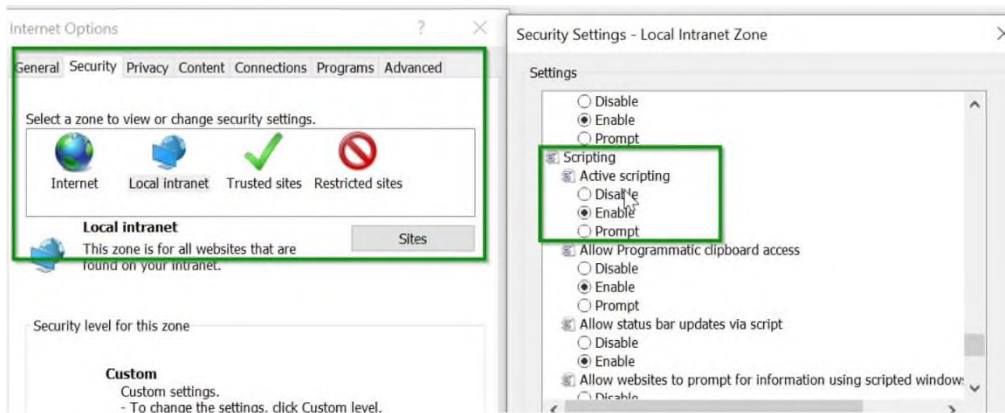 Internet Options
General Security Privacy Content Connections Programs Advanced
Select a zone to view or change security settings.
Internet Local intranet Trusted sites Restricted sites
Local intranet
This zone is for all websites that are
found on your intranet.
Sites
Security level for this zone
Custom
Custom settings.
- To change the settings, click Custom level.
Security Settings - Local Intranet Zone
Settings
Disable
Enable
Prompt
Scripting
Active scripting
Disable
Enable
Prompt
Allow Programmatic clipboard access
Disable
Enable
Prompt
Allow status bar updates via script
Disable
Enable
Allow websites to prompt for information using scripted window
Disable